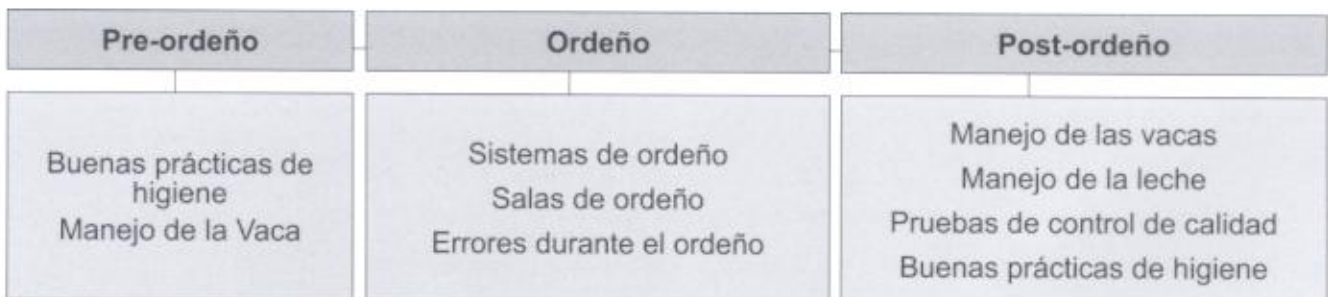 Pre-ordeño
Ordeño
Post-ordeño
Buenas prácticas de
higiene
Manejo de la Vaca
Sistemas de ordeño
Salas de ordeño
Errores durante el ordeño
Manejo de las vacas
Manejo de la leche
Pruebas de control de calidad
Buenas prácticas de higiene